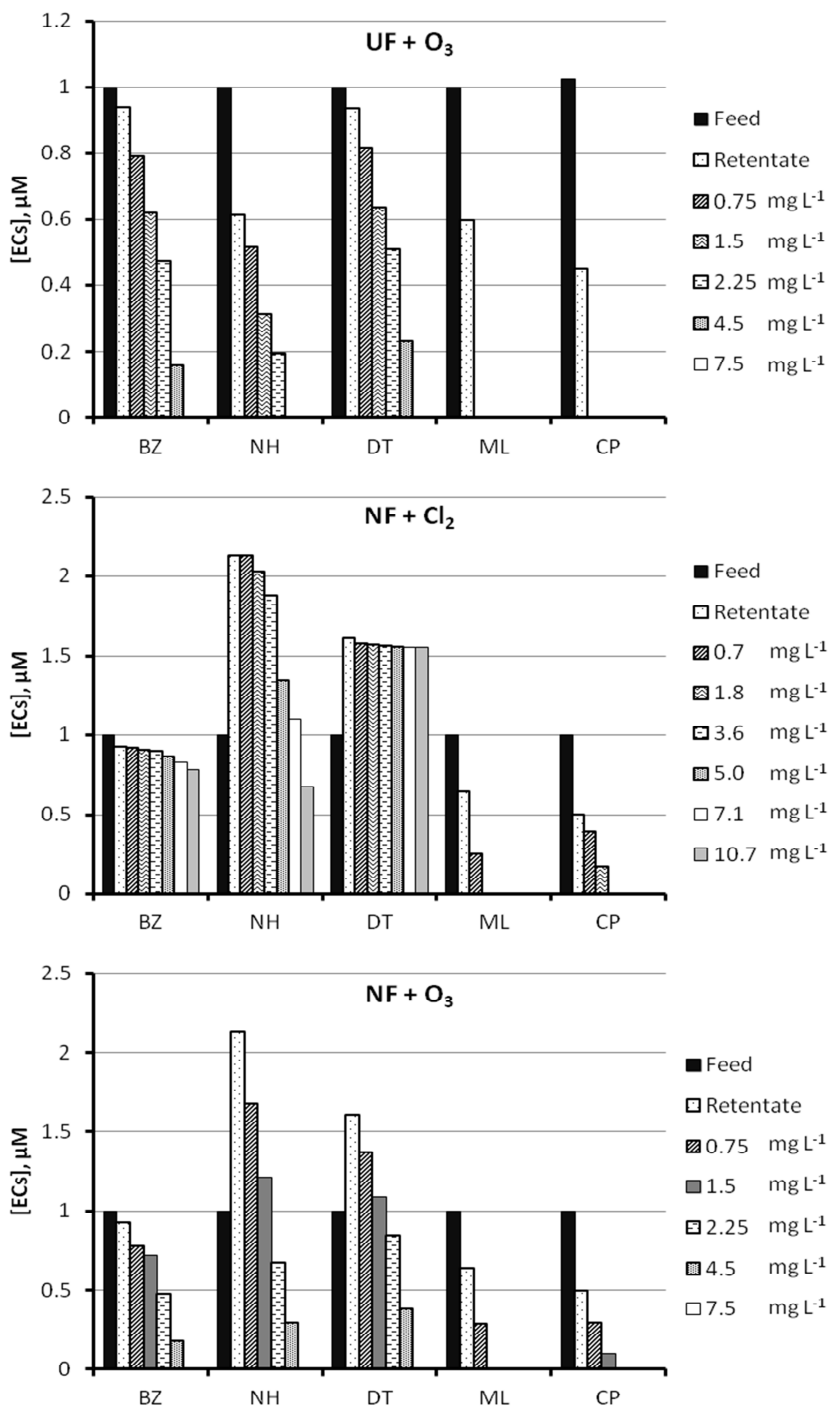 UF + O₃
1.2
1
0.8
0.6
0.4
0.2
0
[ECs], µM
BZ NH DT ML CP
Feed
Retentate
0.75 mg L⁻¹
1.5 mg L⁻¹
2.25 mg L⁻¹
4.5 mg L⁻¹
7.5 mg L⁻¹
NF + Cl₂
2.5
2
1.5
1
0.5
0
[ECs], µM
BZ NH DT ML CP
Feed
Retentate
0.7 mg L⁻¹
1.8 mg L⁻¹
3.6 mg L⁻¹
5.0 mg L⁻¹
7.1 mg L⁻¹
10.7 mg L⁻¹
NF + O₃
2.5
2
1.5
1
0.5
0
[ECs], µM
BZ NH DT ML CP
Feed
Retentate
0.75 mg L⁻¹
1.5 mg L⁻¹
2.25 mg L⁻¹
4.5 mg L⁻¹
7.5 mg L⁻¹